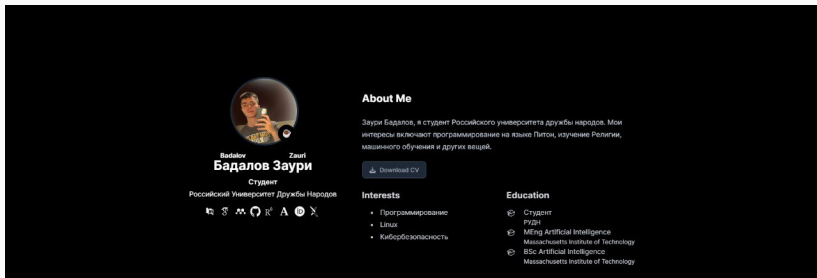 Badalov Zauri
Бадалов Заури
Студент
Российский Университет Дружбы Народов
About Me
Заури Бадалов, я студент Российского университета дружбы народов. Мои
интересы включают программирование на языке Питон, изучение Религии,
машинного обучения и других вещей.
Download CV
Interests
Программирование
Linux
Кибербезопасность
Education
Студент
РУДН
MEng Artificial Intelligence
Massachusetts Institute of Technology
BSc Artificial Intelligence
Massachusetts Institute of Technology